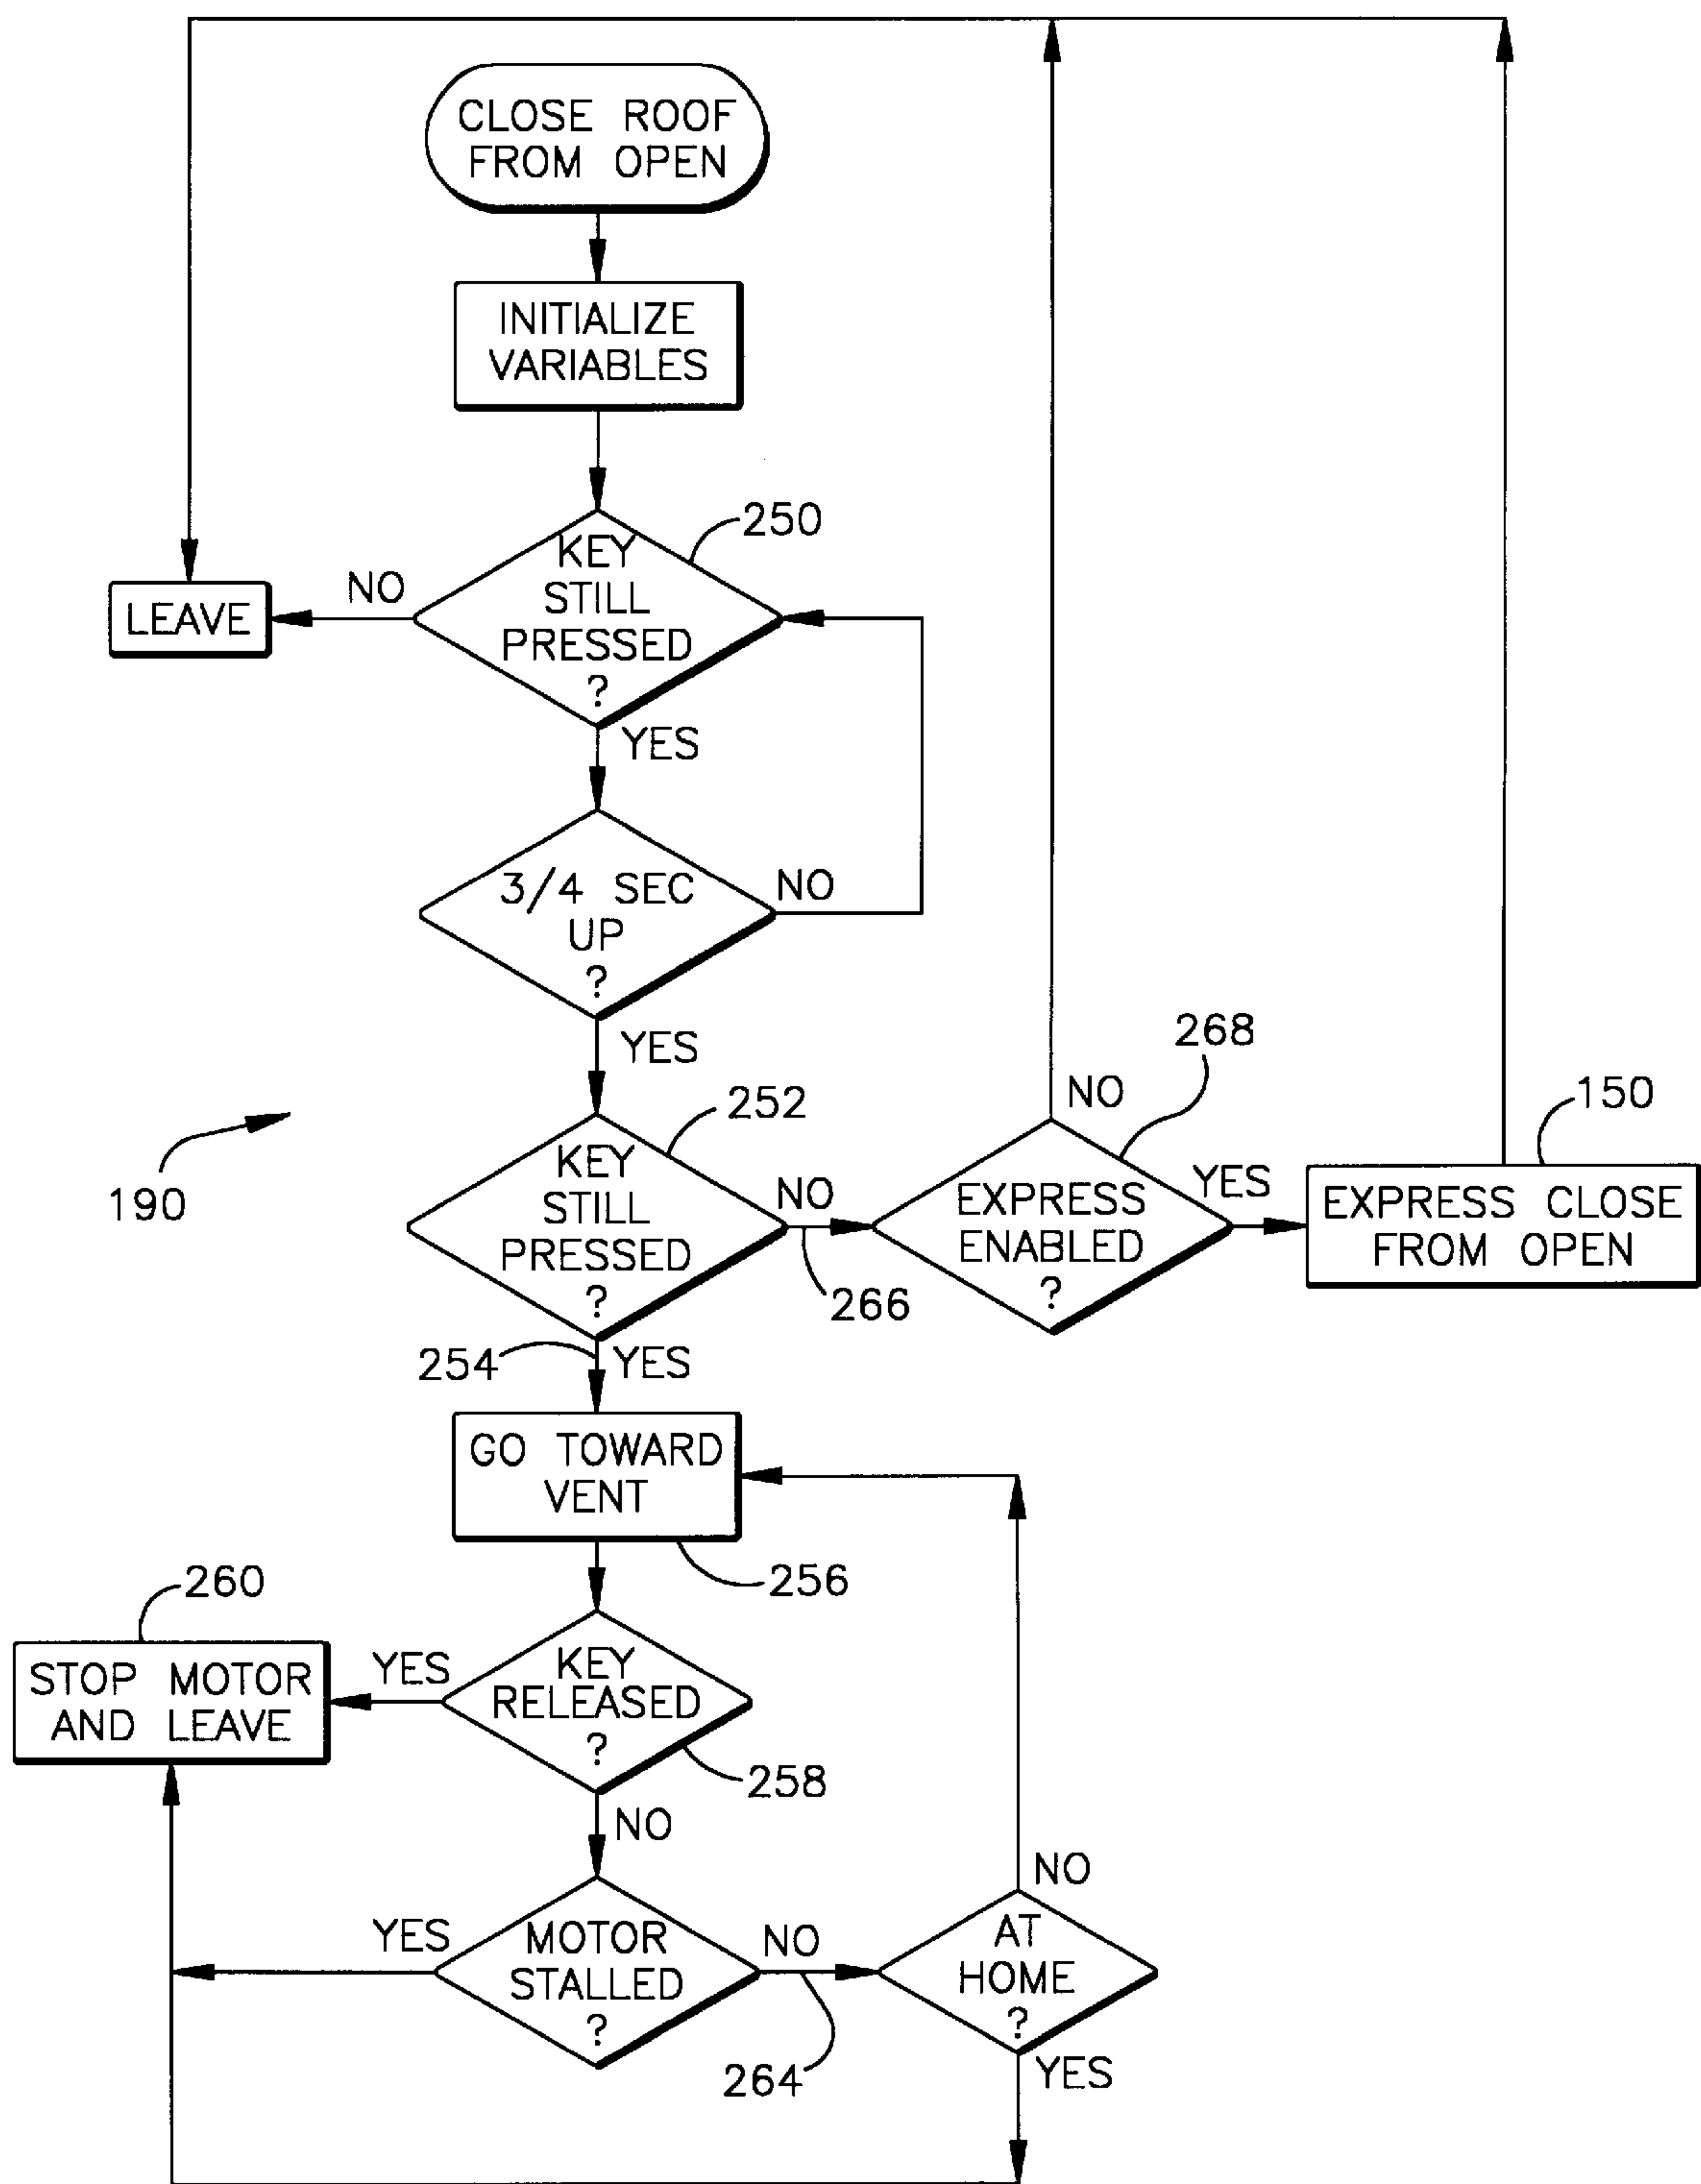 CLOSE ROOF
FROM OPEN
INITIALIZE
VARIABLES
250
KEY
STILL
PRESSED
?
NO
LEAVE
YES
3/4 SEC
UP
?
NO
YES
252
KEY
STILL
PRESSED
?
NO
266
268
NO
EXPRESS
ENABLED
?
YES
150
EXPRESS CLOSE
FROM OPEN
190
254
YES
GO TOWARD
VENT
256
260
STOP MOTOR
AND LEAVE
YES
KEY
RELEASED
?
258
NO
YES
MOTOR
STALLED
?
NO
264
NO
AT
HOME
?
YES